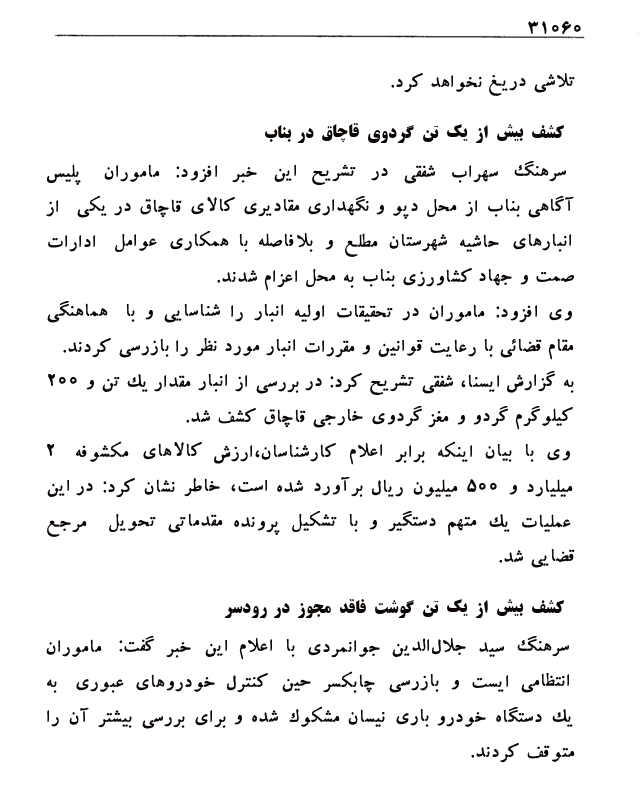 ۳۱۰۶۰
تلاشی دریغ نخواهد کرد.
کشف بیش از یک تن گردوی قاچاق در بناب
سرهنگ سهراب شفقی در تشریح این خبر افزود: ماموران پلیس
آگاهی بناب از محل دپو و نگهداری مقادیری کالای قاچاق در یکی از
انبارهای حاشیه شهرستان مطلع و بلافاصله با همکاری عوامل ادارات
صمت و جهاد کشاورزی بناب به محل اعزام شدند.
وی افزود: ماموران در تحقیقات اولیه انبار را شناسایی و با هماهنگی
مقام قضائی با رعایت قوانین و مقررات انبار مورد نظر را بازرسی کردند.
به گزارش ایسنا، شفقی تشریح کرد: در بررسی از انبار مقدار یك تن و ۲۰۰
کیلوگرم گردو و مغز گردوی خارجی قاچاق کشف شد.
وی با بیان اینکه برابر اعلام کارشناسان،ارزش کالاهای مکشوفه ۲
میلیارد و ۵۰۰ میلیون ریال برآورد شده است، خاطر نشان کرد: در این
عملیات یك متهم دستگیر و با تشکیل پرونده مقدماتی تحویل مرجع
قضایی شد.
کشف بیش از یک تن گوشت فاقد مجوز در رودسر
سرهنگ سید جلال‌الدین جوانمردی با اعلام این خبر گفت: ماموران
انتظامی ایست و بازرسی چابکسر حین کنترل خودروهای عبوری به
یك دستگاه خودرو باری نیسان مشکوك شده و برای بررسی بیشتر آن را
متوقف کردند.